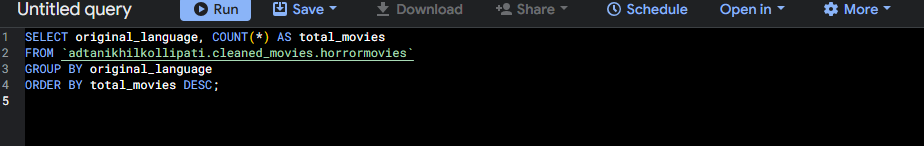 Untitled query Run Save Download Share Schedule Open in More
1 SELECT original_language, COUNT(*) AS total_movies
2 FROM `adtanikhilkollipati.cleaned_movies.horrormovies`
3 GROUP BY original_language
4 ORDER BY total_movies DESC;
5